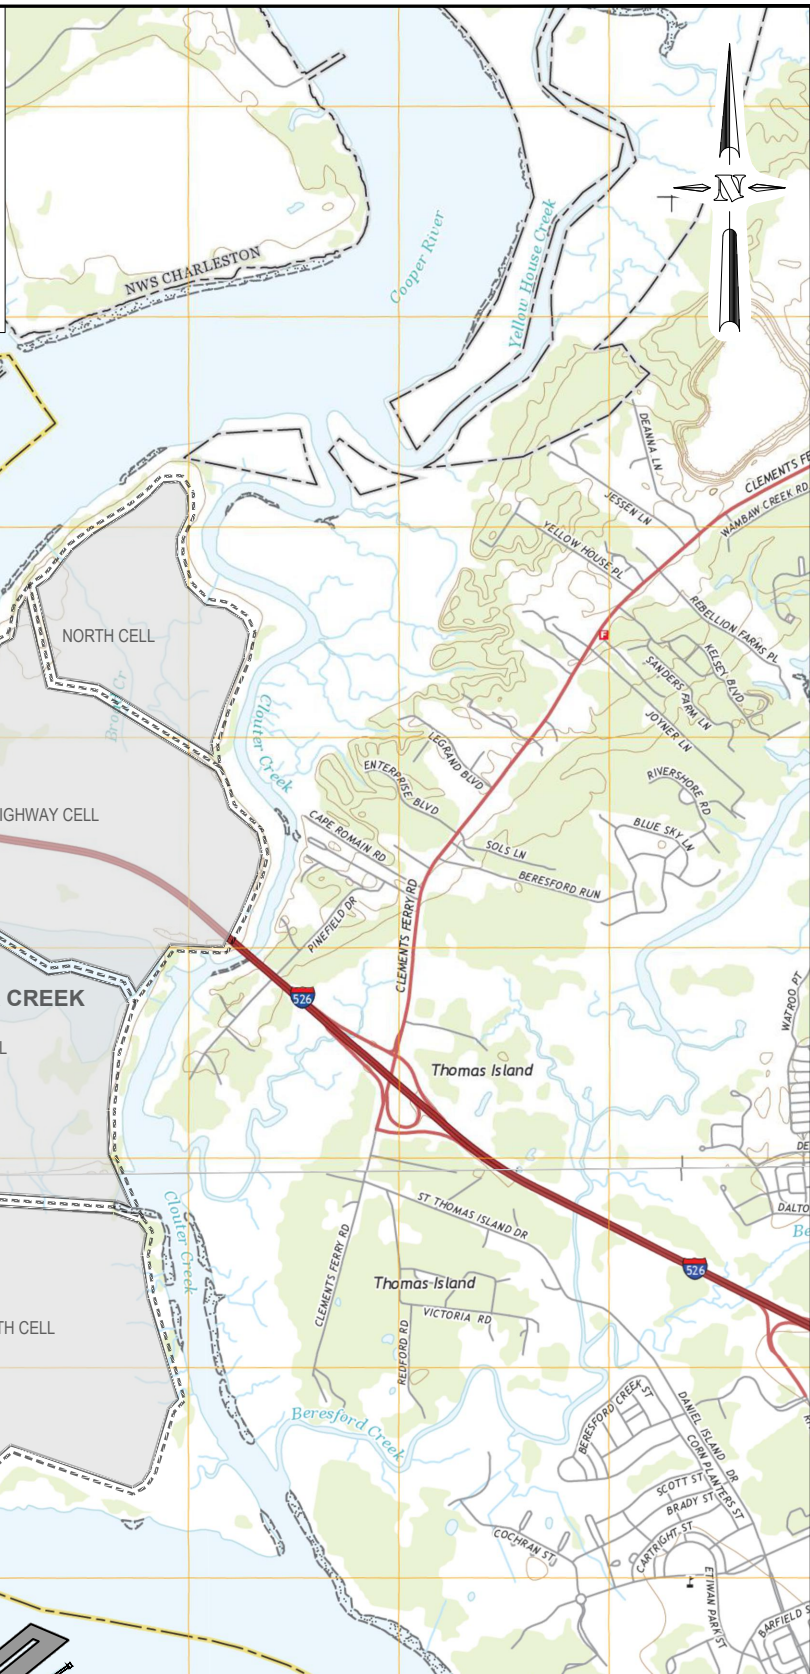 N
NWS CHARLESTON
Cooper River
Yellow House Creek
DEANNA LN
CLEMENTS FE
JESSEN LN
WAMBAW CREEK RD
YELLOW HOUSE PL
REBELLION FARMS PL
F
NORTH CELL
KELSEY BLVD
SANDERS FARM LN
JOYNER LN
Clouter Creek
LEGRAND BLVD
ENTERPRISE BLVD
RIVERSHORE RD
IGHWAY CELL
CAPE ROMAIN RD
BLUE SKY LN
SOLS LN
BERESFORD RUN
PINEFIELD DR
CLEMENTS FERRY RD
CREEK
526
WATROO PT
L
Thomas Island
DE
ST THOMAS ISLAND DR
DALTO
Be
Clouter Creek
CLEMENTS FERRY RD
526
Thomas Island
VICTORIA RD
TH CELL
REDFORD RD
BERESFORD CREEK ST
Beresford Creek
DANIEL ISLAND DR
CORN PLANTERS ST
SCOTT ST
BRADY ST
COCHRAN ST
CARTRIGHT ST
ETIWAN PARK ST
BARFIELD S